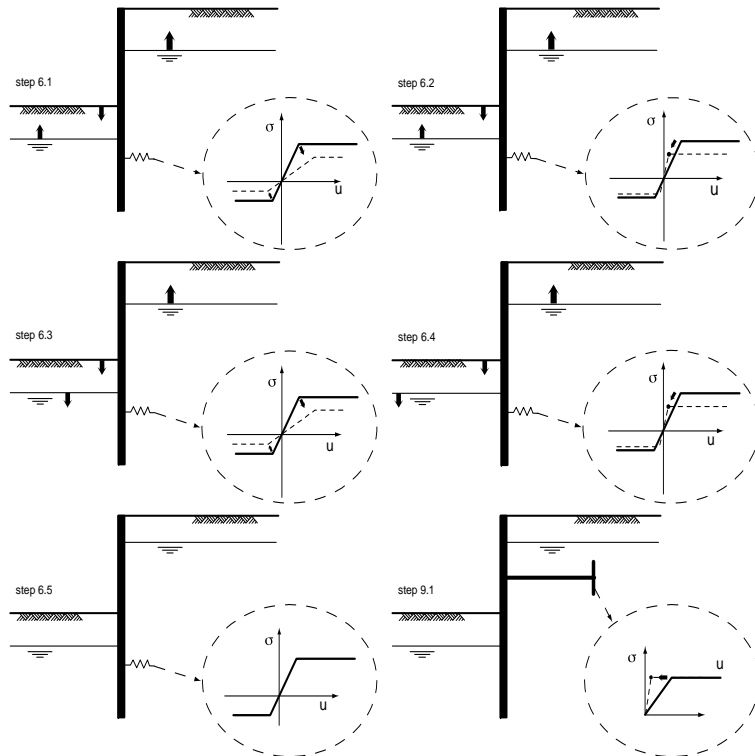 step 6.1
σ
u
step 6.2
σ
u
step 6.3
σ
u
step 6.4
σ
u
step 6.5
σ
u
step 9.1
σ
u